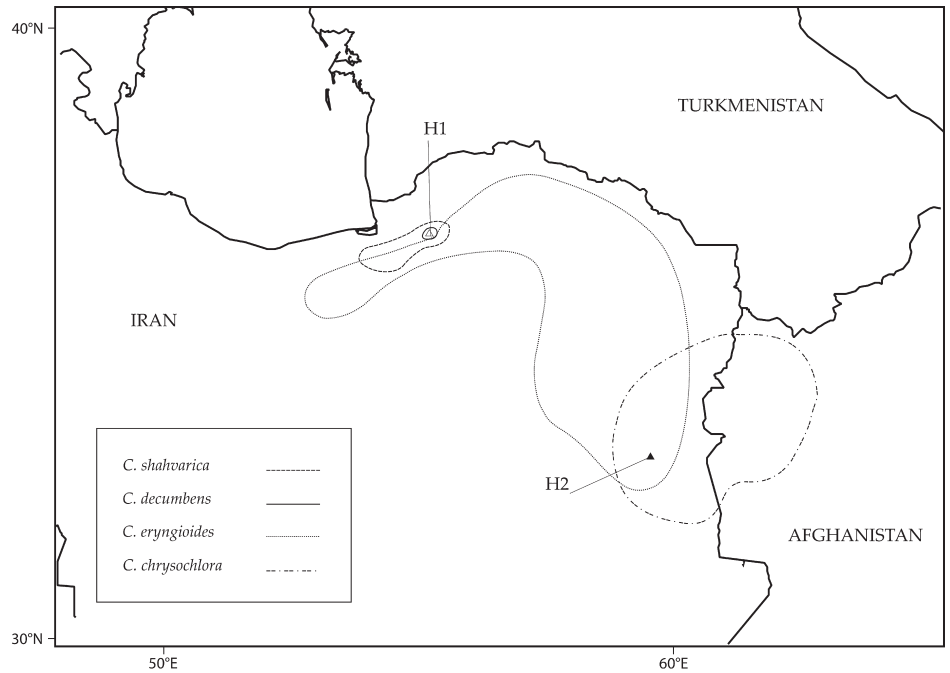 40°N
TURKMENISTAN
H1
IRAN
C. shahvarica
C. decumbens
C. eryngioides
C. chrysochlora
H2
AFGHANISTAN
30°N
50°E
60°E